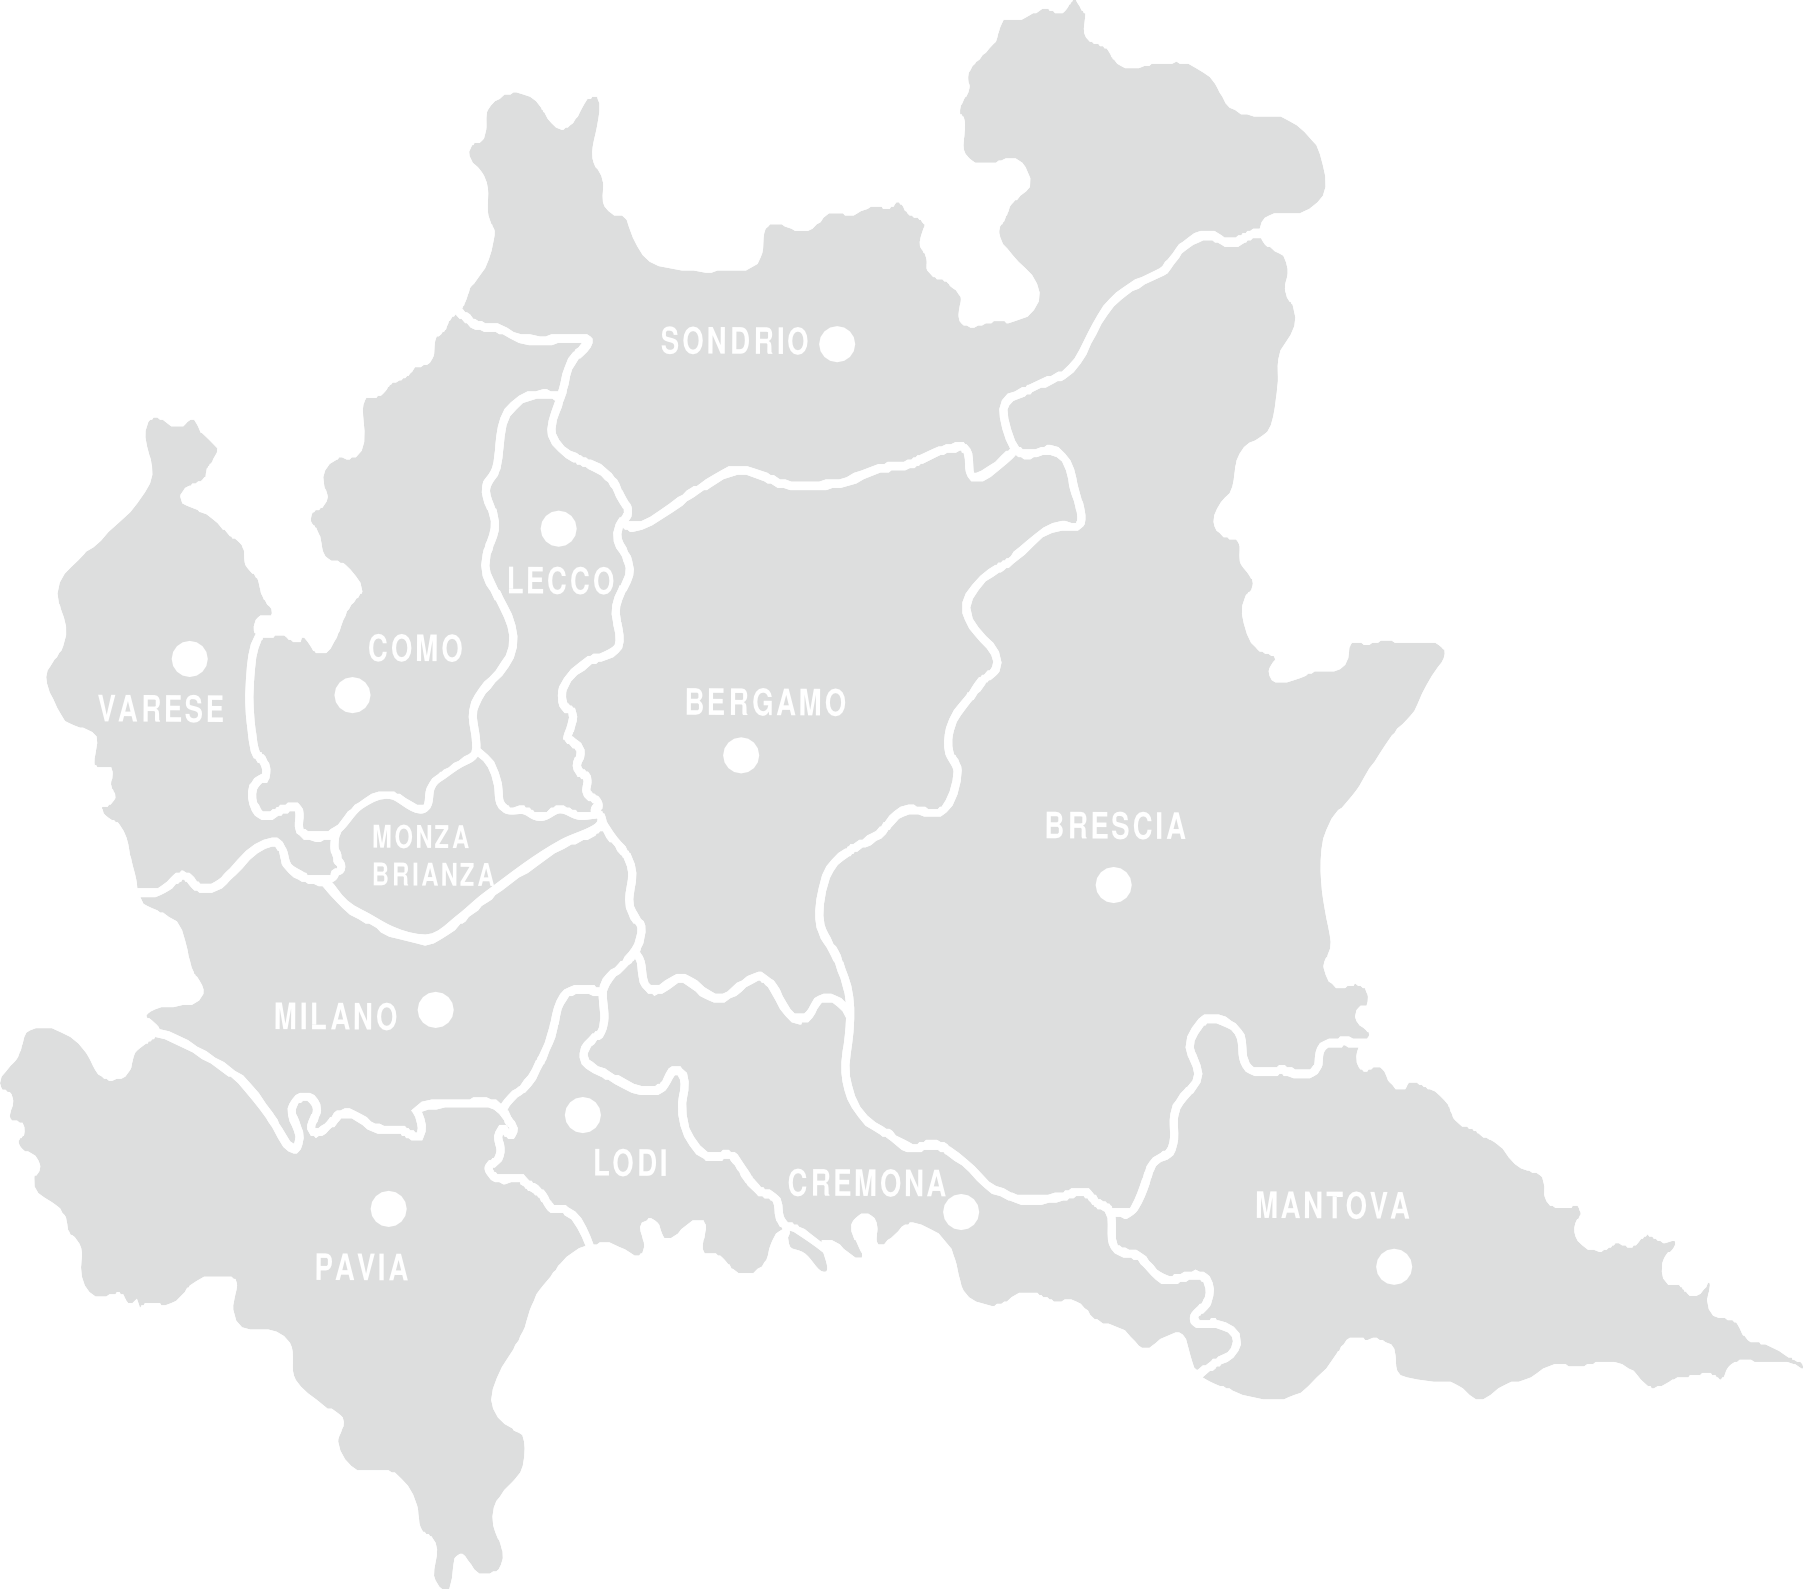 SONDRIO
LECCO
COMO
VARESE
BERGAMO
BRESCIA
MONZA
BRIANZA
MILANO
LODI
CREMONA
MANTOVA
PAVIA